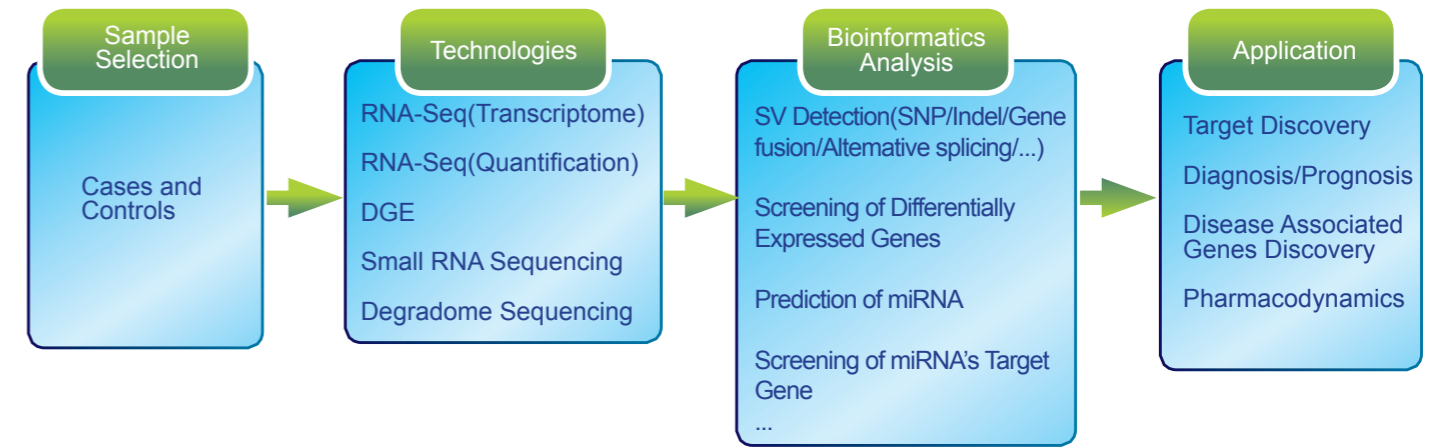 Sample
Selection
Cases and
Controls
Technologies
RNA-Seq(Transcriptome)
RNA-Seq(Quantification)
DGE
Small RNA Sequencing
Degradome Sequencing
Bioinformatics
Analysis
SV Detection(SNP/Indel/Gene
fusion/Alternative splicing/...)
Screening of Differentially
Expressed Genes
Prediction of miRNA
Screening of miRNA's Target
Gene
...
Application
Target Discovery
Diagnosis/Prognosis
Disease Associated
Genes Discovery
Pharmacodynamics